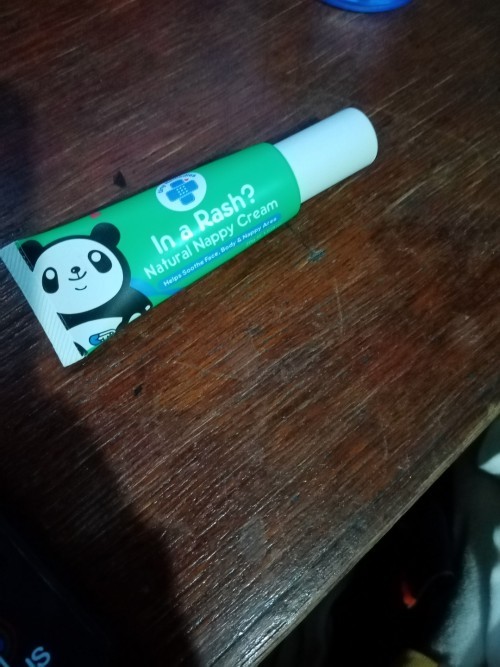 In a Rash?
Natural Nappy Cream
Helps Soothe Face, Body & Nappy Area